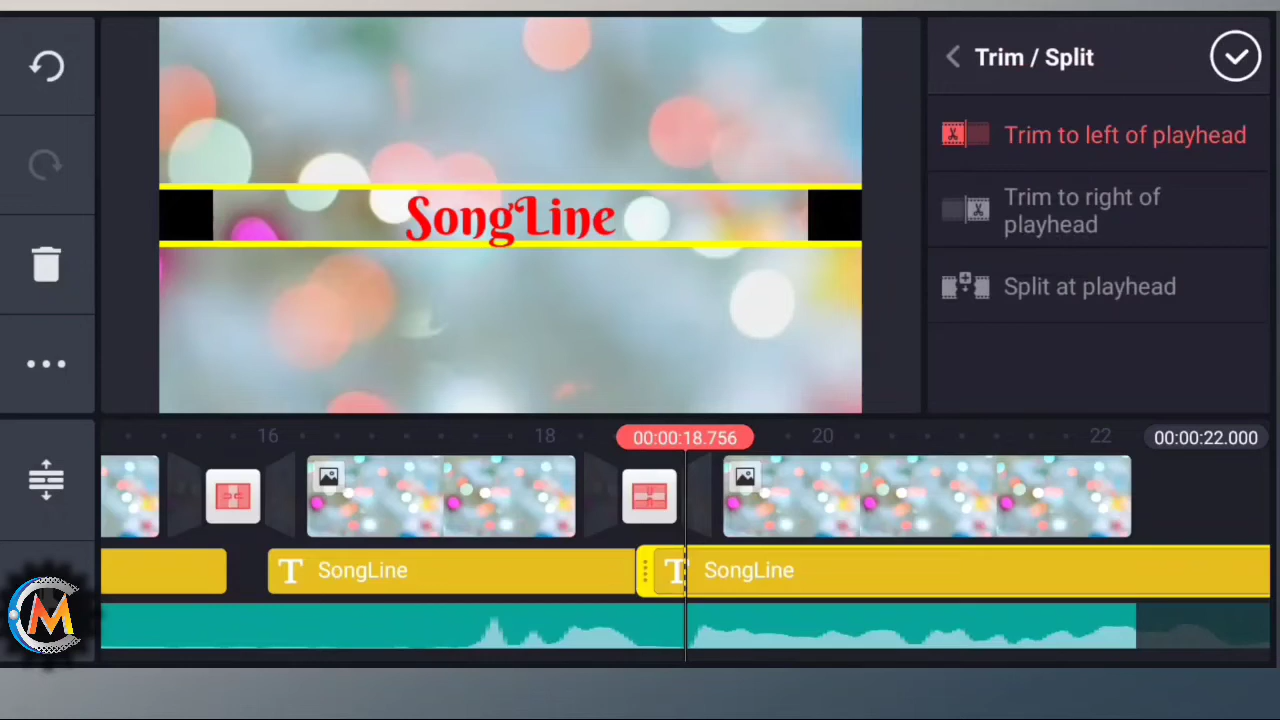 Trim / Split
Trim to left of playhead
SongLine
Trim to right of
playhead
Split at playhead
16
18
00:00:18.756
20
22
00:00:22.000
T SongLine
T SongLine
CM